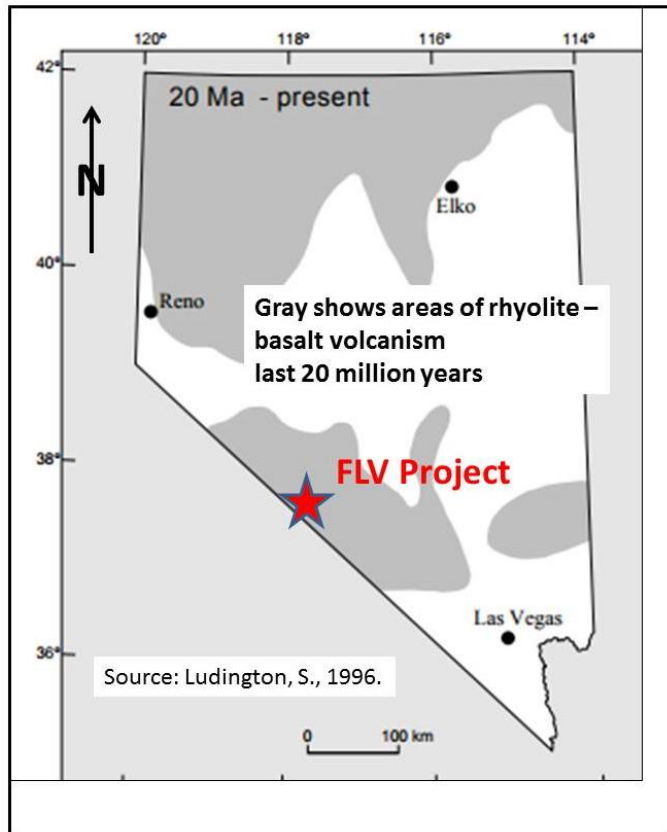 120° 118° 116° 114°
42°
20 Ma - present
N
Elko
40°
Reno
Gray shows areas of rhyolite –
basalt volcanism
last 20 million years
38°
FLV Project
Las Vegas
36°
Source: Ludington, S., 1996.
0 100 km